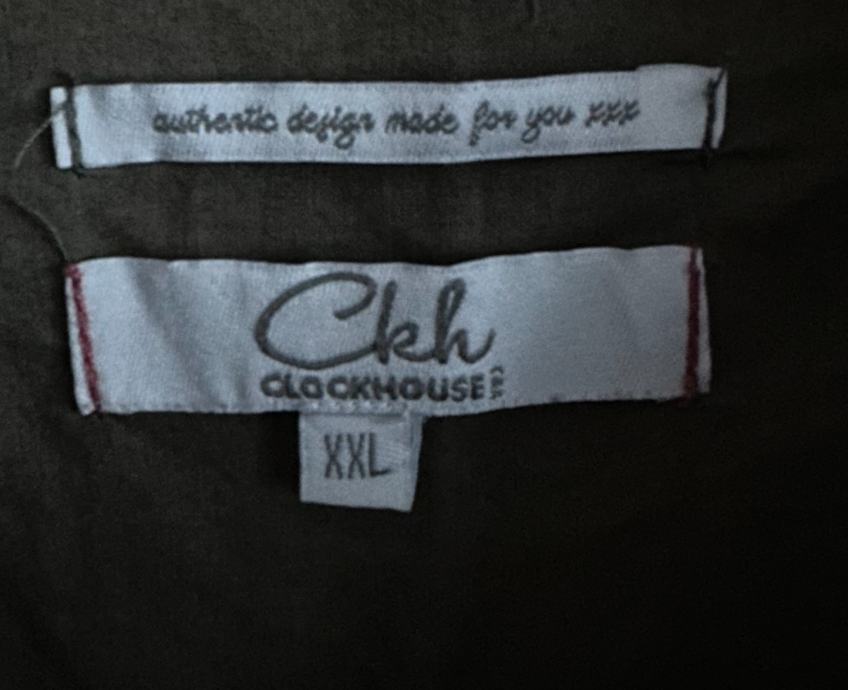 authentic design made for you xxx
Ckh
CLOCKHOUSE C&A
XXL